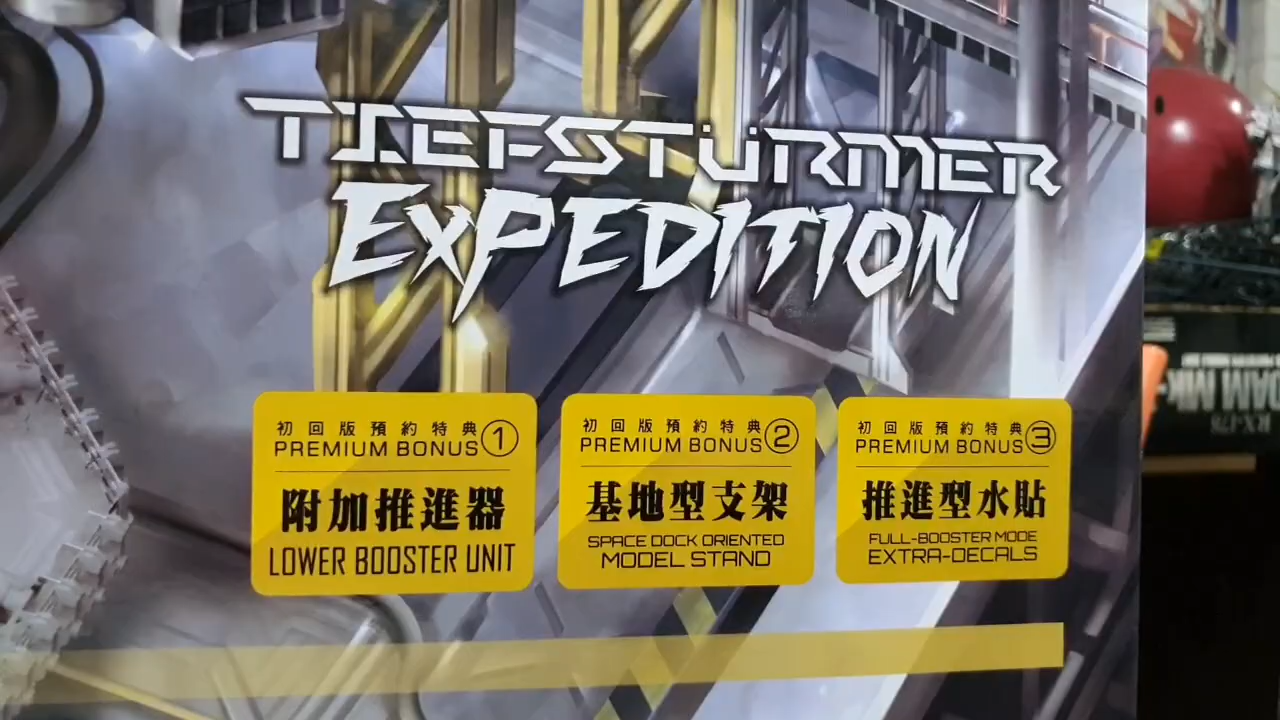 TIEFSTÜRMER
EXPEDITION
初回版預約特典
PREMIUM BONUS ①
附加推進器
LOWER BOOSTER UNIT
初回版預約特典
PREMIUM BONUS ②
基地型支架
SPACE DOCK ORIENTED
MODEL STAND
初回版預約特典
PREMIUM BONUS ③
推進型水貼
FULL-BOOSTER MODE
EXTRA-DECALS
RX-178